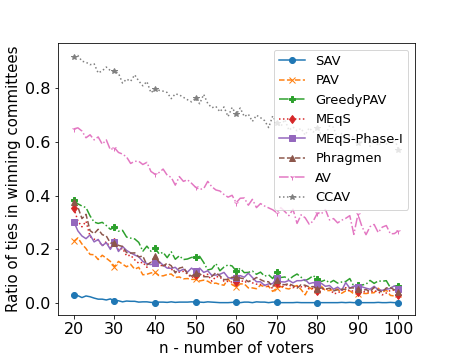 Ratio of ties in winning committees
0.8
0.6
0.4
0.2
0.0
20 30 40 50 60 70 80 90 100
n - number of voters
SAV
PAV
GreedyPAV
MEqS
MEqS-Phase-I
Phragmen
AV
CCAV